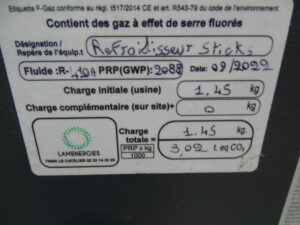 Etiquette F-Gaz conforme au règl. t517/2014 CE et art. R543-79 du code de l'environnement
Contient des gaz à effet de serre fluorés
Désignation / Repère de l'équip.t Refroidisseur Sticks
Fluide :R- 410A PRP(GWP): 2088 Date: 09/2022
Charge initiale (usine) 1.45 kg
Charge complémentaire (sur site)+ 0 kg
Charge totale = 1.45 kg
PRP x kg 3,02 t.eq CO₂
1000
LAMENERGIES